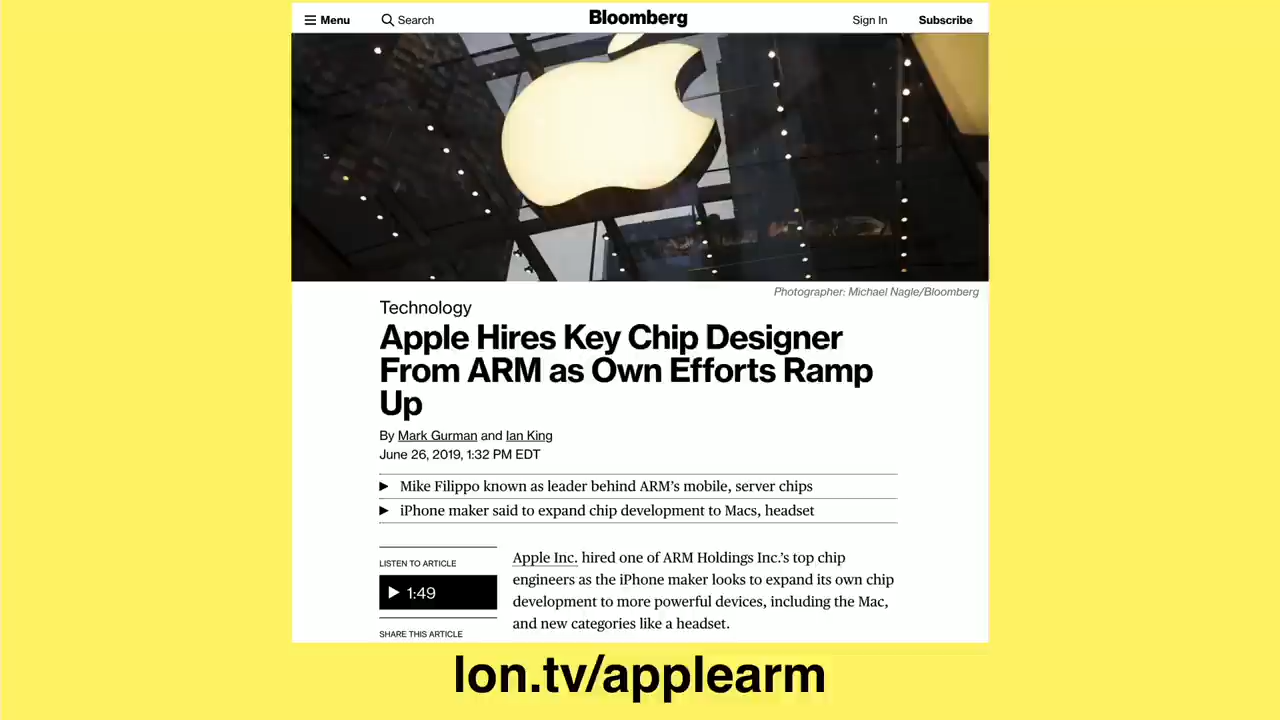 Menu
Search
Bloomberg
Sign In
Subscribe
Photographer: Michael Nagle/Bloomberg
Technology
Apple Hires Key Chip Designer
From ARM as Own Efforts Ramp
Up
By Mark Gurman and Ian King
June 26, 2019, 1:32 PM EDT
Mike Filippo known as leader behind ARM's mobile, server chips
iPhone maker said to expand chip development to Macs, headset
LISTEN TO ARTICLE
1:49
SHARE THIS ARTICLE
Apple Inc. hired one of ARM Holdings Inc.'s top chip
engineers as the iPhone maker looks to expand its own chip
development to more powerful devices, including the Mac,
and new categories like a headset.
lon.tv/applearm